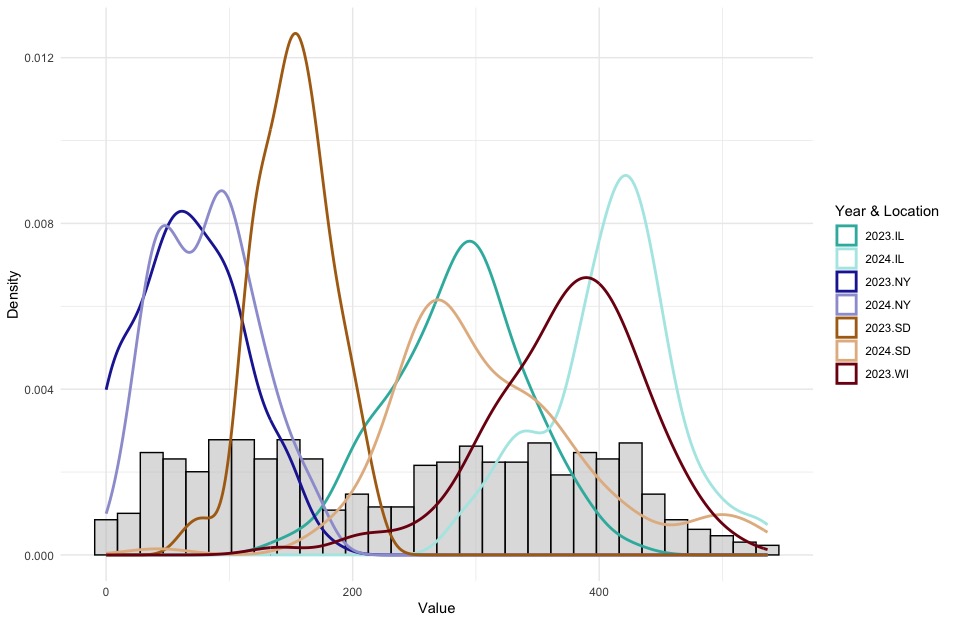 0.012
0.008
0.004
0.000
Density
0
200
400
Value
Year & Location
2023.IL
2024.IL
2023.NY
2024.NY
2023.SD
2024.SD
2023.WI